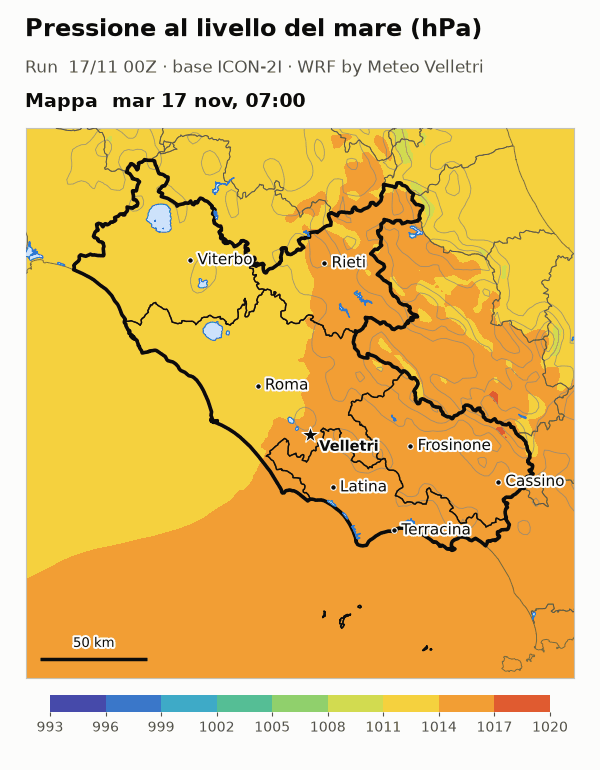 Pressione al livello del mare (hPa)
Run 17/11 00Z · base ICON-2I · WRF by Meteo Velletri
Mappa mar 17 nov, 07:00
Viterbo
Rieti
Roma
Velletri
Frosinone
Latina
Cassino
Terracina
50 km
993 996 999 1002 1005 1008 1011 1014 1017 1020